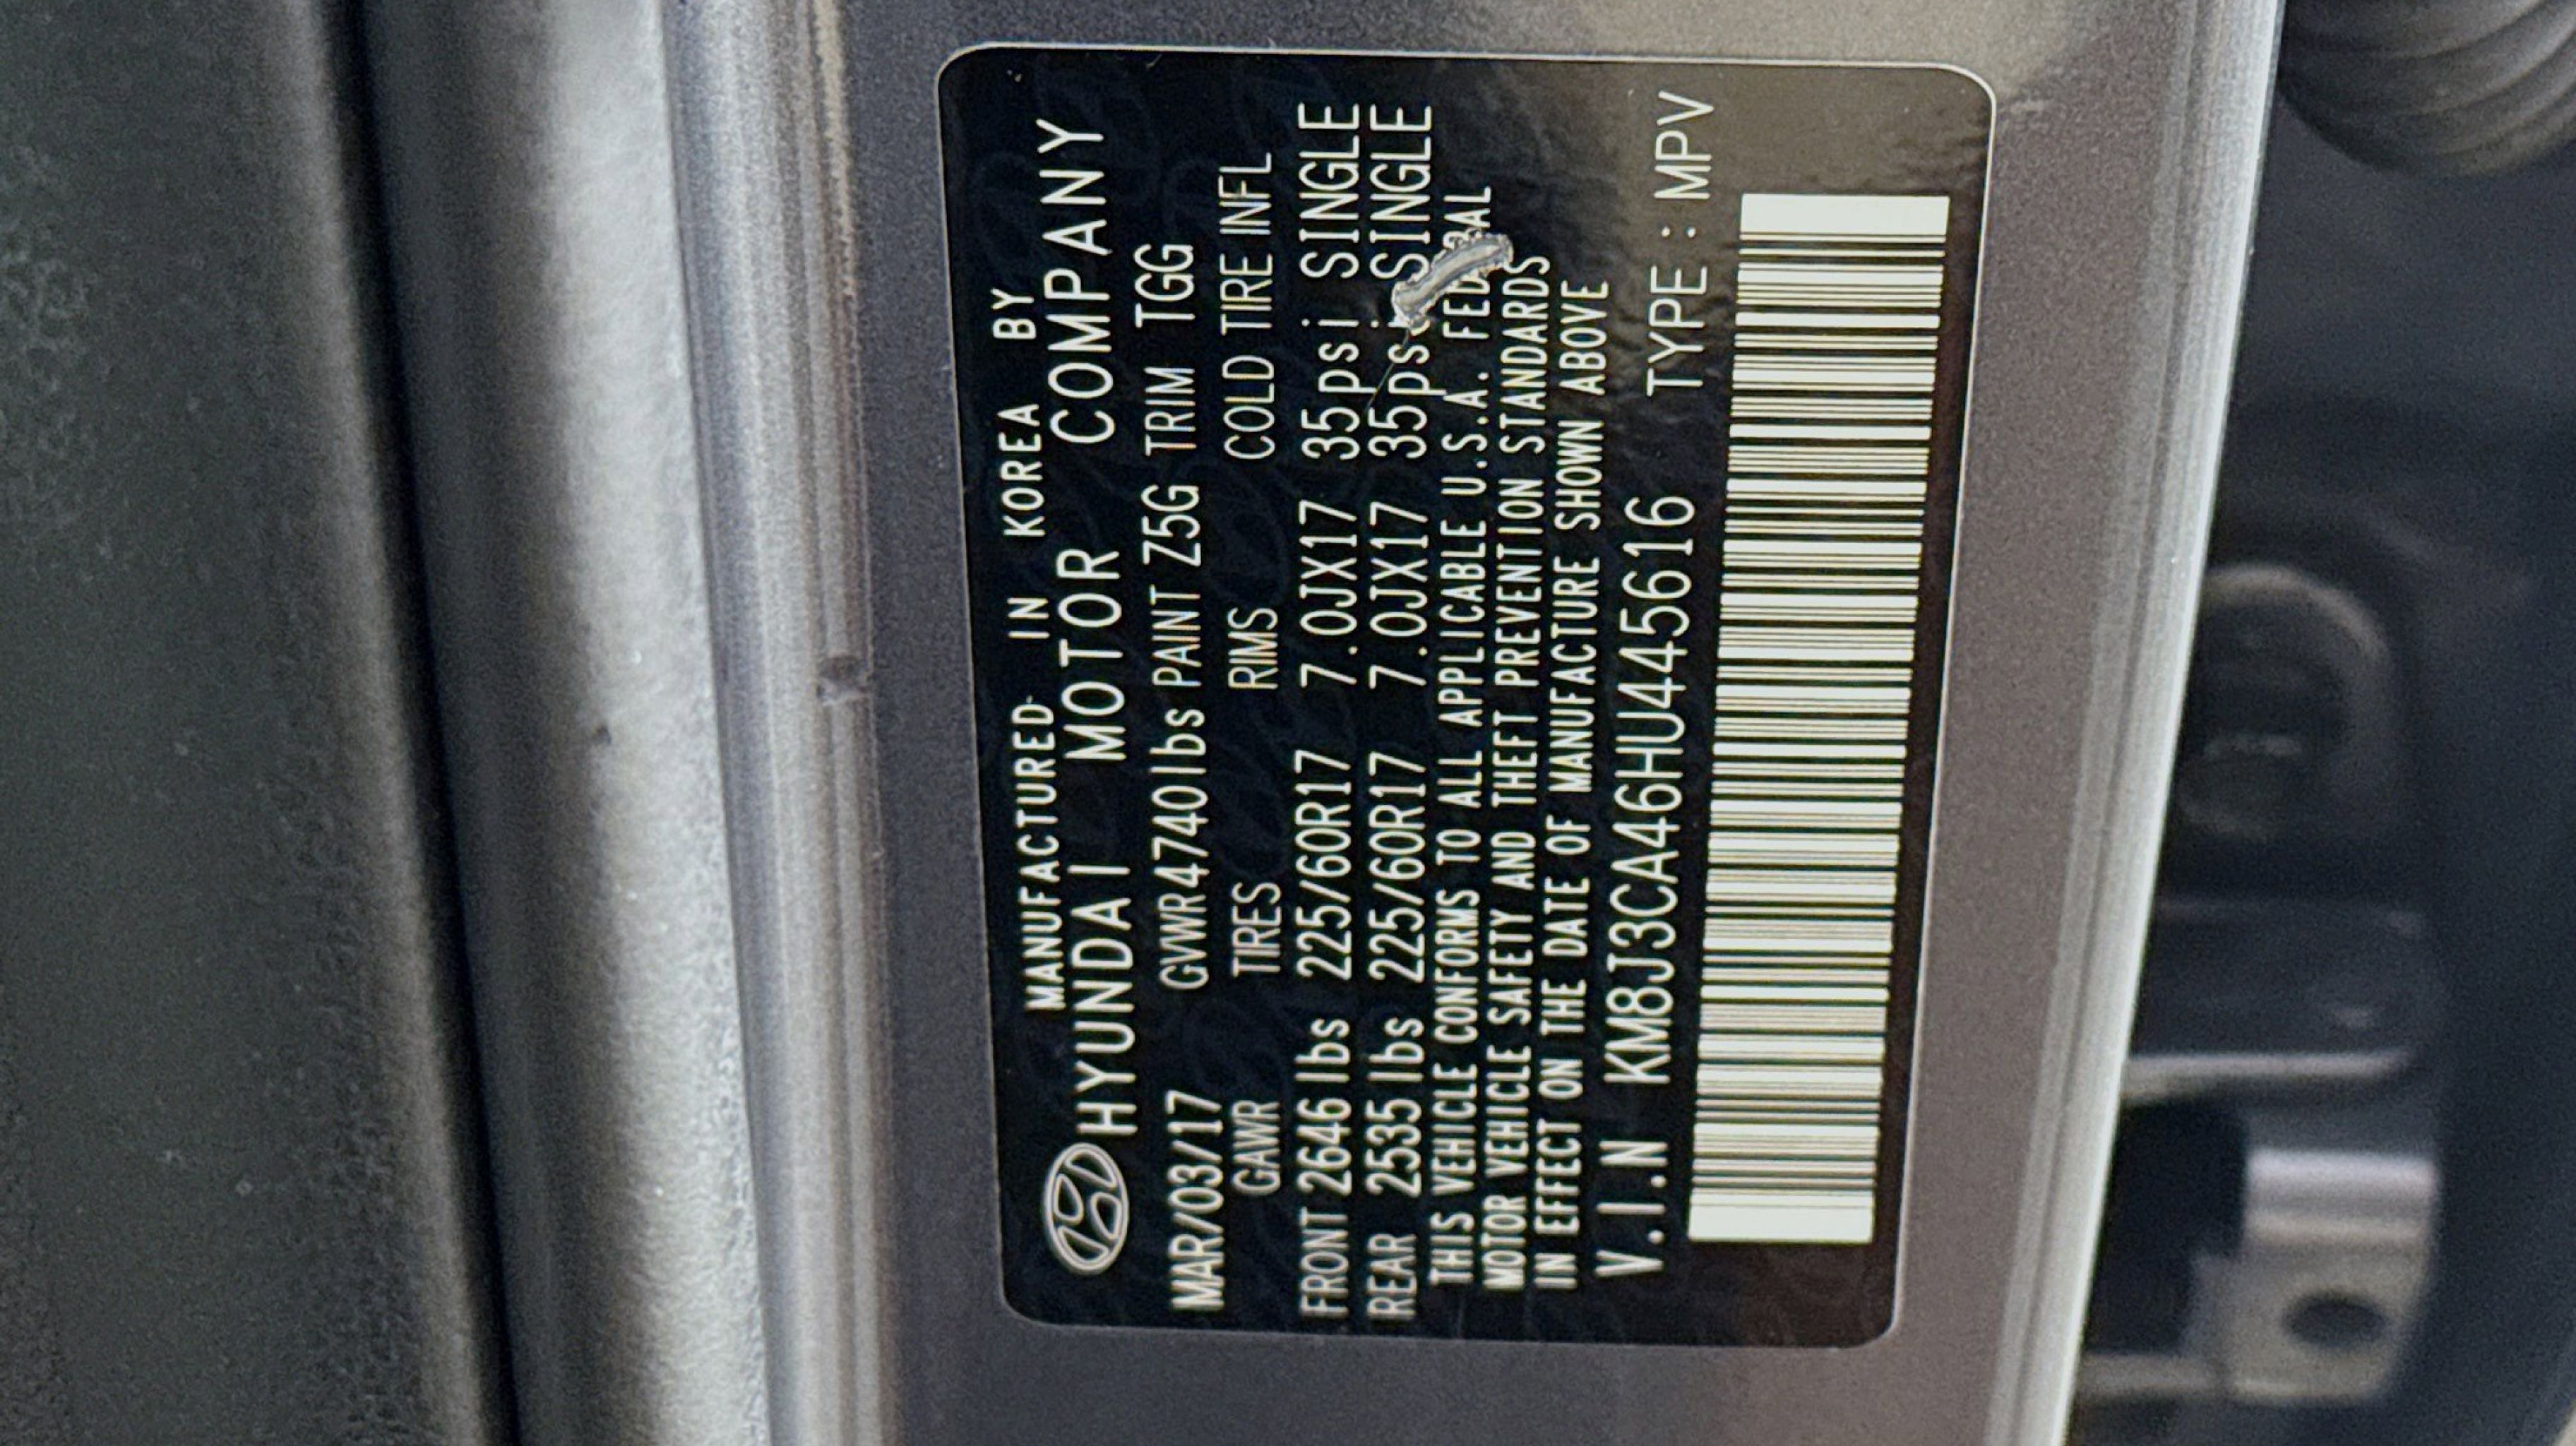 MANUFACTURED IN KOREA BY
HYUNDAI MOTOR COMPANY
MAR/03/17 GVWR4740lbs PAINT Z5G TRIM TGG
GAWR TIRES RIMS COLD TIRE INFL
FRONT 2646 lbs 225/60R17 7.0JX17 35psi SINGLE
REAR 2535 lbs 225/60R17 7.0JX17 35psi SINGLE
THIS VEHICLE CONFORMS TO ALL APPLICABLE U.S.A. FEDERAL
MOTOR VEHICLE SAFETY AND THEFT PREVENTION STANDARDS
IN EFFECT ON THE DATE OF MANUFACTURE SHOWN ABOVE
V.I.N KM8J3CA46HU445616 TYPE : MPV